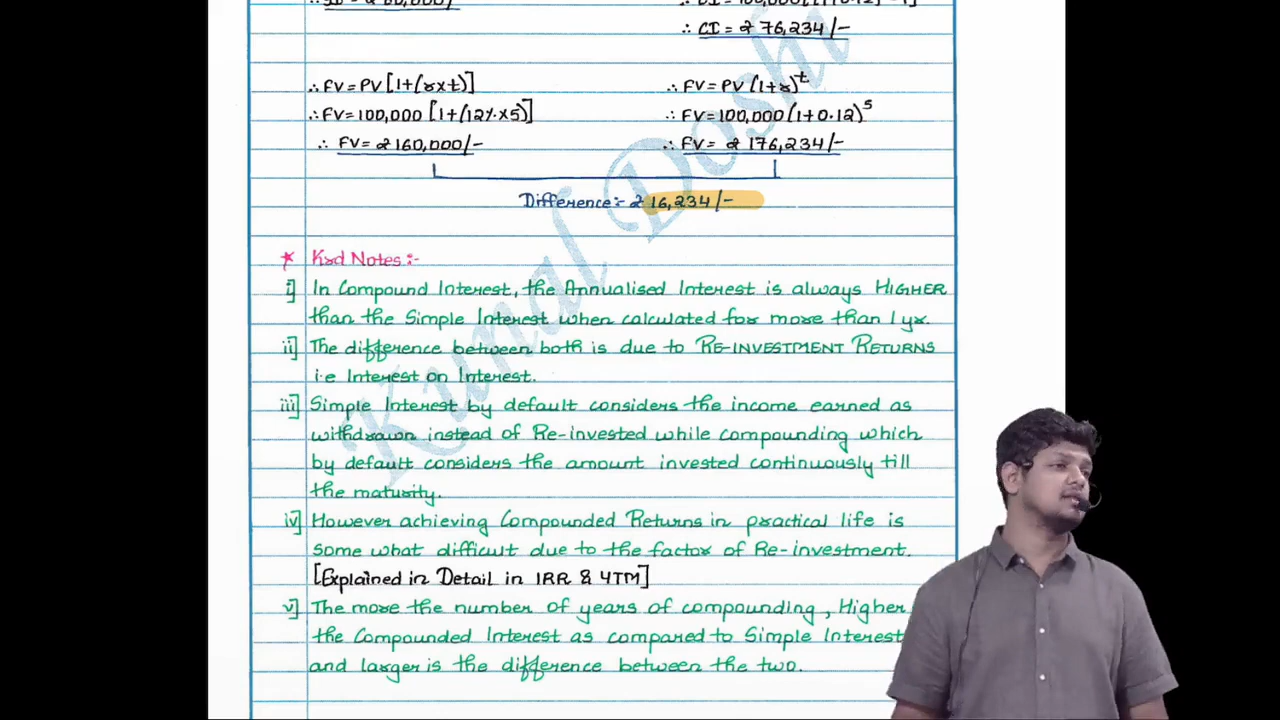 ∴ CI = ₹ 76,234/-
∴ FV = PV [1+(r×t)]
∴ FV = PV (1+r)^t
∴ FV = 100,000 [1+(12%×5)]
∴ FV = 100,000 (1+0.12)^5
∴ FV = ₹ 160,000/-
∴ FV = ₹ 176,234/-
Difference:- ₹ 16,234/-
* Krd Notes:-
i] In Compound Interest, the Annualised Interest is always HIGHER
than the Simple Interest when calculated for more than 1 yr.
ii] The difference between both is due to RE-INVESTMENT RETURNS
i.e Interest on Interest.
iii] Simple Interest by default considers the income earned as
withdrawn instead of Re-invested while compounding which
by default considers the amount invested continuously till
the maturity.
iv] However achieving Compounded Returns in practical life is
some what difficult due to the factor of Re-investment.
[Explained in Detail in IRR & YTM]
v] The more the number of years of compounding, Higher
the Compounded Interest as compared to Simple Interest
and larger is the difference between the two.
Kunal Doshi